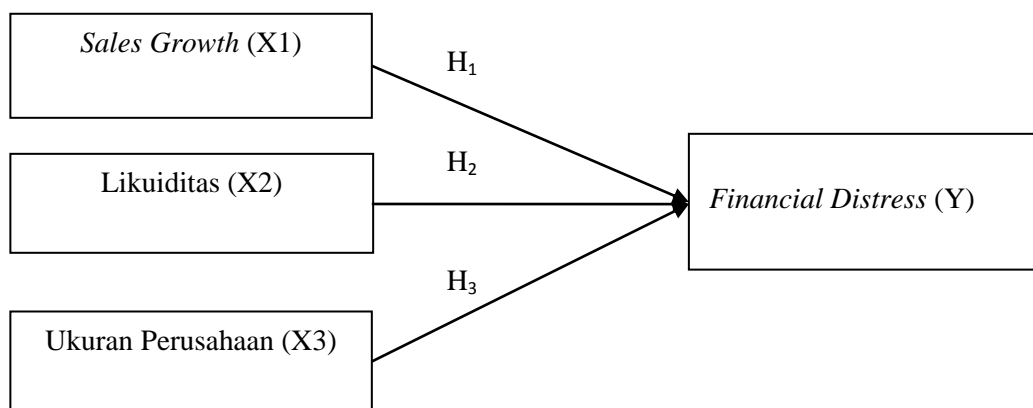 Sales Growth (X1)
H₁
Likuiditas (X2)
H₂
Financial Distress (Y)
H₃
Ukuran Perusahaan (X3)